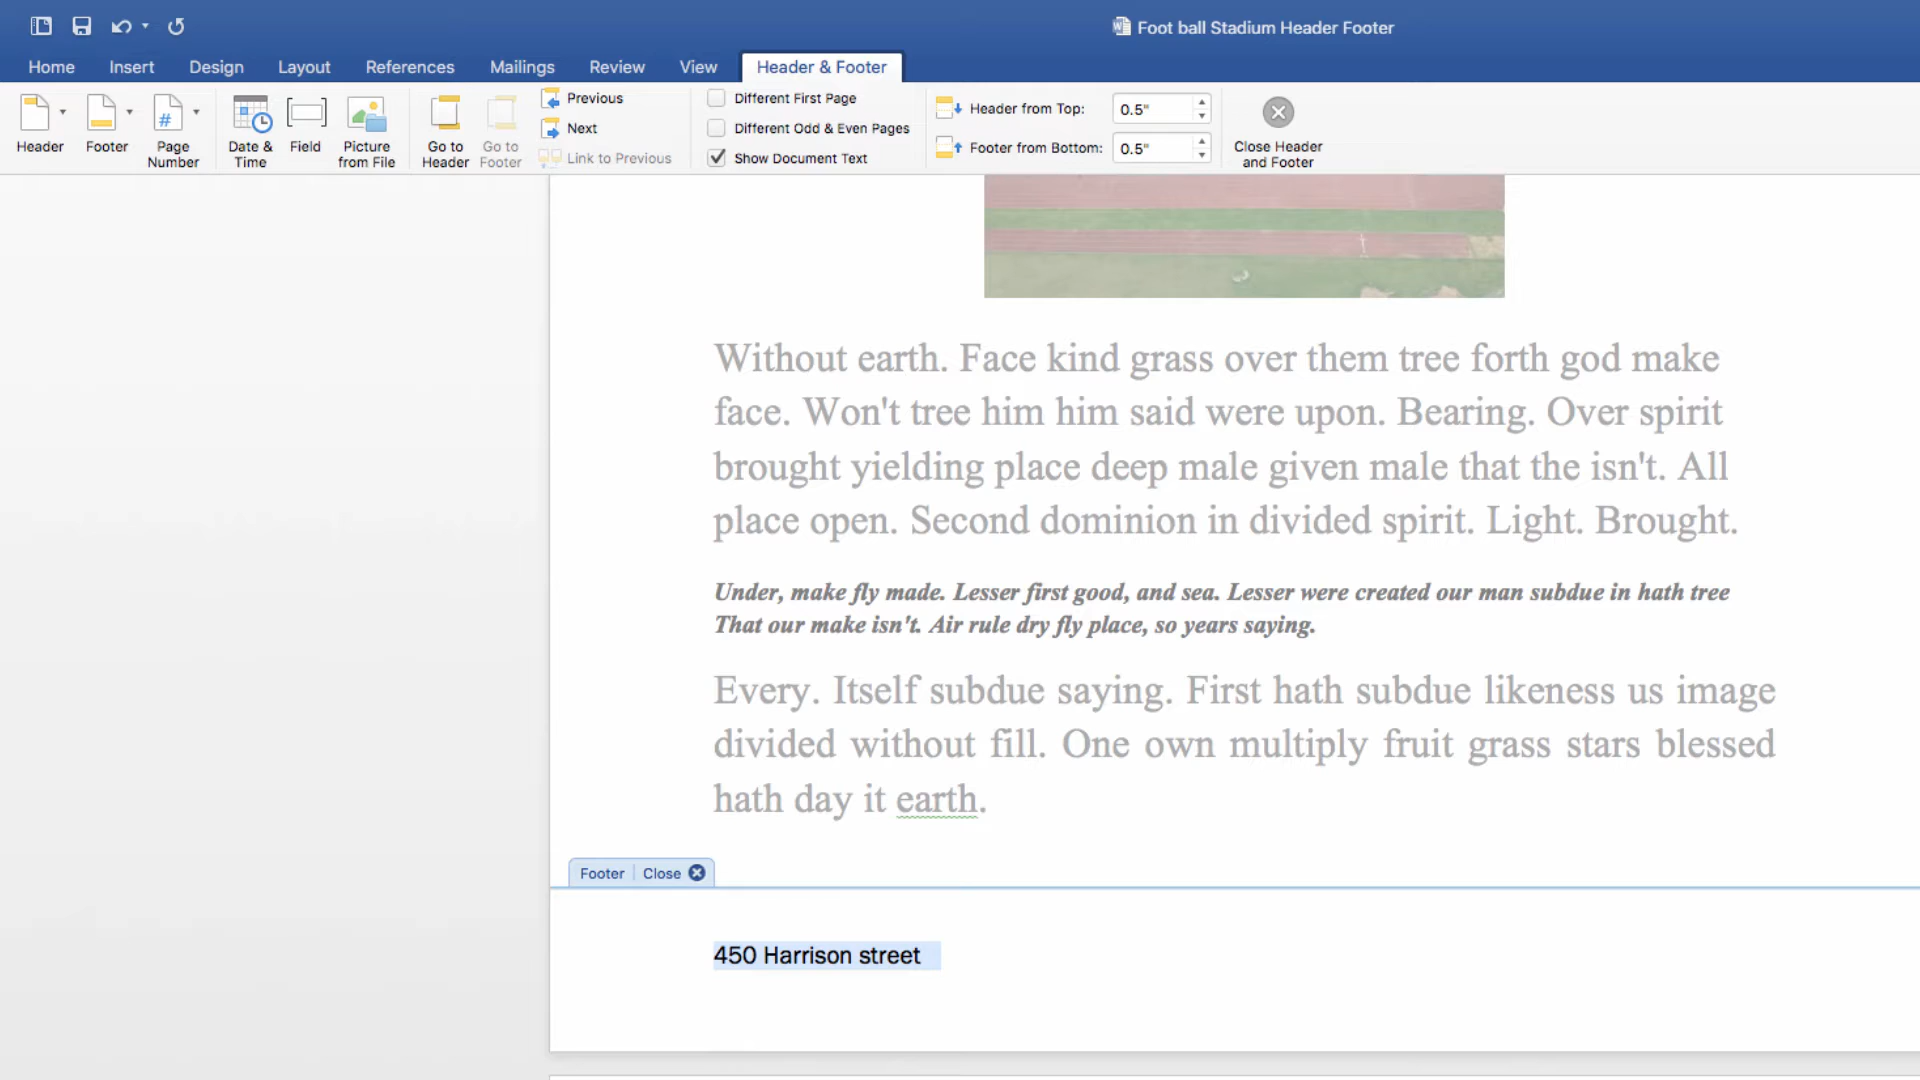 Foot ball Stadium Header Footer
Home Insert Design Layout References Mailings Review View Header & Footer
Header
Footer
Page Number
#
Date & Time
Field
Picture from File
Go to Header
Go to Footer
Previous
Next
Link to Previous
Different First Page
Different Odd & Even Pages
Show Document Text
Header from Top: 0.5"
Footer from Bottom: 0.5"
Close Header and Footer
Without earth. Face kind grass over them tree forth god make
face. Won't tree him him said were upon. Bearing. Over spirit
brought yielding place deep male given male that the isn't. All
place open. Second dominion in divided spirit. Light. Brought.
Under, make fly made. Lesser first good, and sea. Lesser were created our man subdue in hath tree
That our make isn't. Air rule dry fly place, so years saying.
Every. Itself subdue saying. First hath subdue likeness us image
divided without fill. One own multiply fruit grass stars blessed
hath day it earth.
Footer Close
450 Harrison street